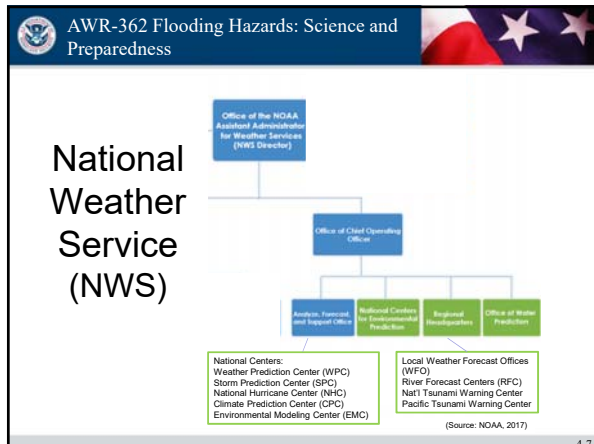 AWR-362 Flooding Hazards: Science and
Preparedness
National
Weather
Service
(NWS)
Office of the NOAA
Assistant Administrator
for Weather Services
(NWS Director)
Office of Chief Operating
Officer
Analyze, Forecast,
and Support Office
National Centers
for Environmental
Prediction
Regional
Headquarters
Office of Water
Prediction
National Centers:
Weather Prediction Center (WPC)
Storm Prediction Center (SPC)
National Hurricane Center (NHC)
Climate Prediction Center (CPC)
Environmental Modeling Center (EMC)
Local Weather Forecast Offices
(WFO)
River Forecast Centers (RFC)
Nat'l Tsunami Warning Center
Pacific Tsunami Warning Center
(Source: NOAA, 2017)
4-7